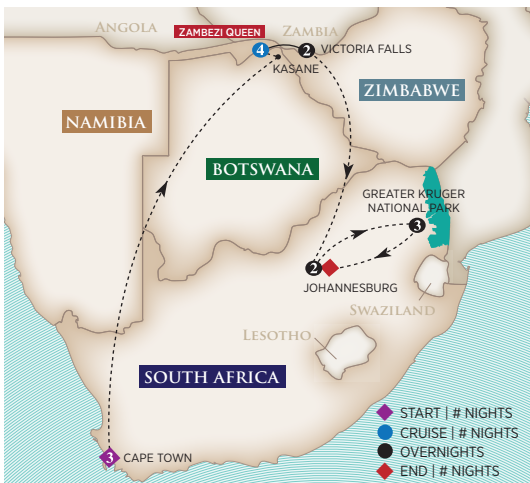 ANGOLA
ZAMBIA
ZAMBEZI QUEEN
4
2
VICTORIA FALLS
KASANE
ZIMBABWE
NAMIBIA
BOTSWANA
GREATER KRUGER
NATIONAL PARK
3
2
JOHANNESBURG
SWAZILAND
LESOTHO
SOUTH AFRICA
3
CAPE TOWN
START | # NIGHTS
CRUISE | # NIGHTS
OVERNIGHTS
END | # NIGHTS